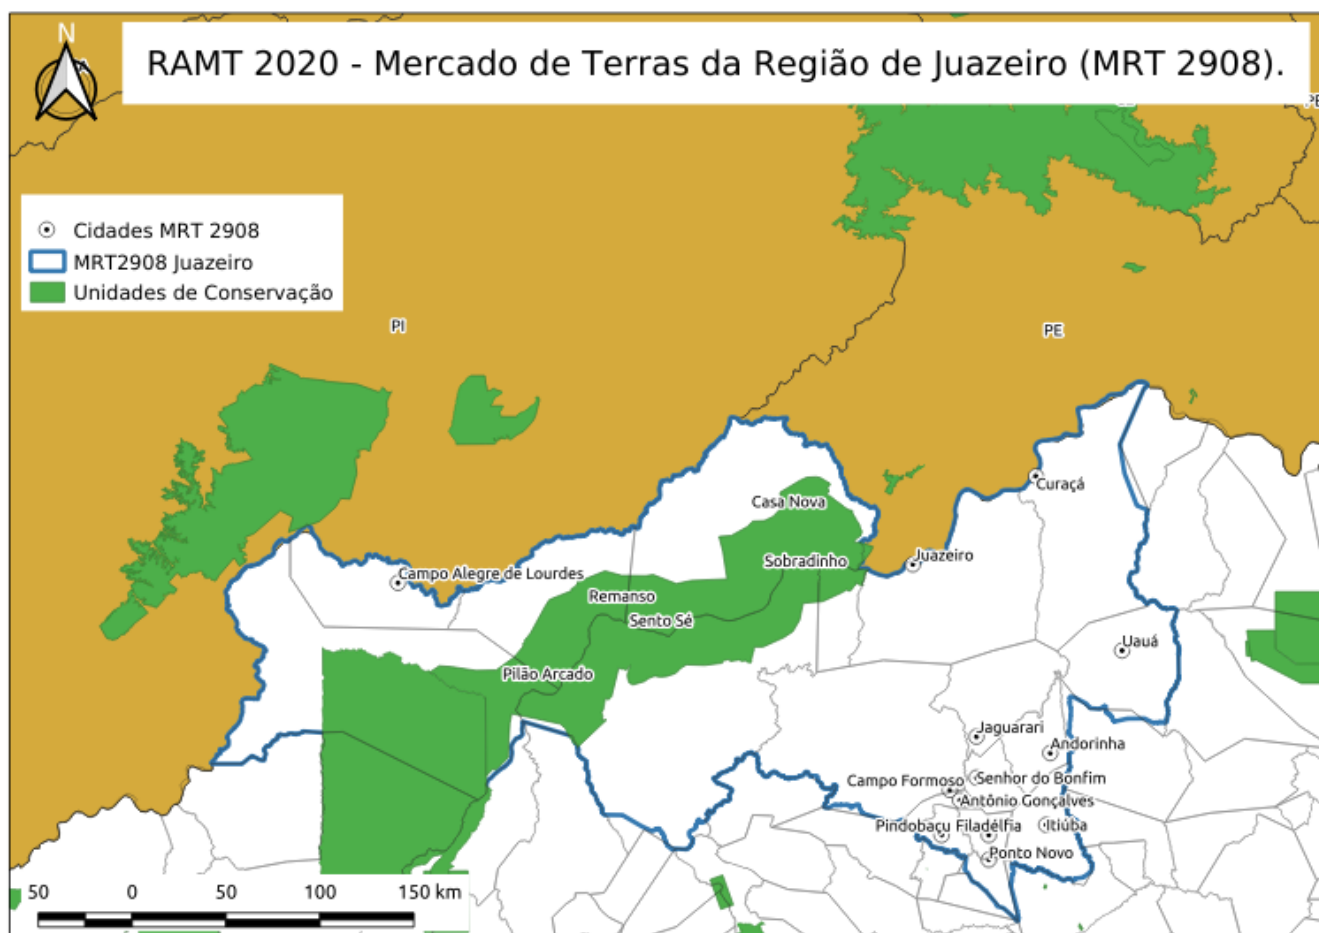 N
RAMT 2020 - Mercado de Terras da Região de Juazeiro (MRT 2908).
Cidades MRT 2908
MRT2908 Juazeiro
Unidades de Conservação
PI
PE
Curaçá
Casa Nova
Juazeiro
Sobradinho
Campo Alegre de Lourdes
Remanso
Sento Sé
Uauá
Pilão Arcado
Jaguarari
Andorinha
Campo Formoso
Senhor do Bonfim
Antônio Gonçalves
Pindobaçu
Filadélfia
Itiúba
Ponto Novo
50 0 50 100 150 km